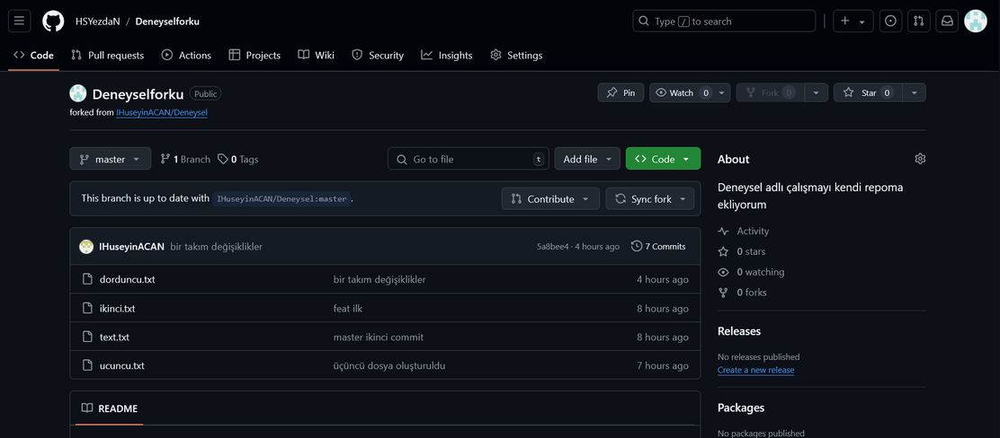 HSYezdaN / Deneyselforku
Type / to search
Code
Pull requests
Actions
Projects
Wiki
Security
Insights
Settings
Deneyselforku Public
Pin
Watch 0
Fork 0
Star 0
forked from IHuseyinACAN/Deneysel
master
1 Branch
0 Tags
Go to file t
Add file
Code
This branch is up to date with IHuseyinACAN/Deneysel:master.
Contribute
Sync fork
IHuseyinACAN bir takım değişiklikler 5a8bee4 · 4 hours ago 7 Commits
dorduncu.txt bir takım değişiklikler 4 hours ago
ikinci.txt feat ilk 8 hours ago
text.txt master ikinci commit 8 hours ago
ucuncu.txt üçüncü dosya oluşturuldu 7 hours ago
README
About
Deneysel adlı çalışmayı kendi repoma
ekliyorum
Activity
0 stars
0 watching
0 forks
Releases
No releases published
Create a new release
Packages
No packages published